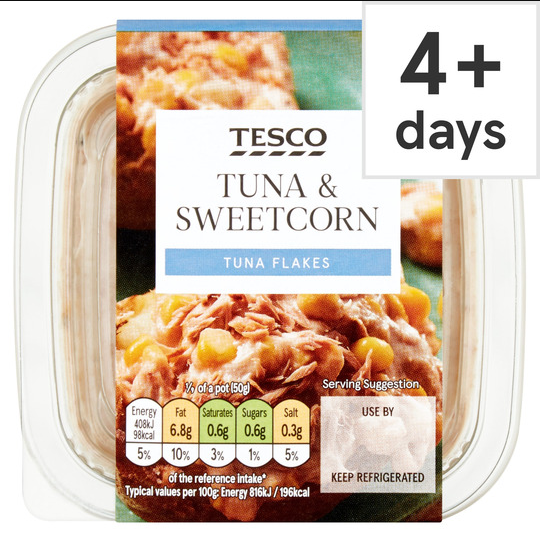 4+
days
TESCO
TUNA &
SWEETCORN
TUNA FLAKES
¼ of a pot (50g)
Serving Suggestion
Energy
408kJ
98kcal
5%
Fat
6.8g
10%
Saturates
0.6g
3%
Sugars
0.6g
1%
Salt
0.3g
5%
of the reference intake*
Typical values per 100g: Energy 816kJ / 196kcal
USE BY
KEEP REFRIGERATED